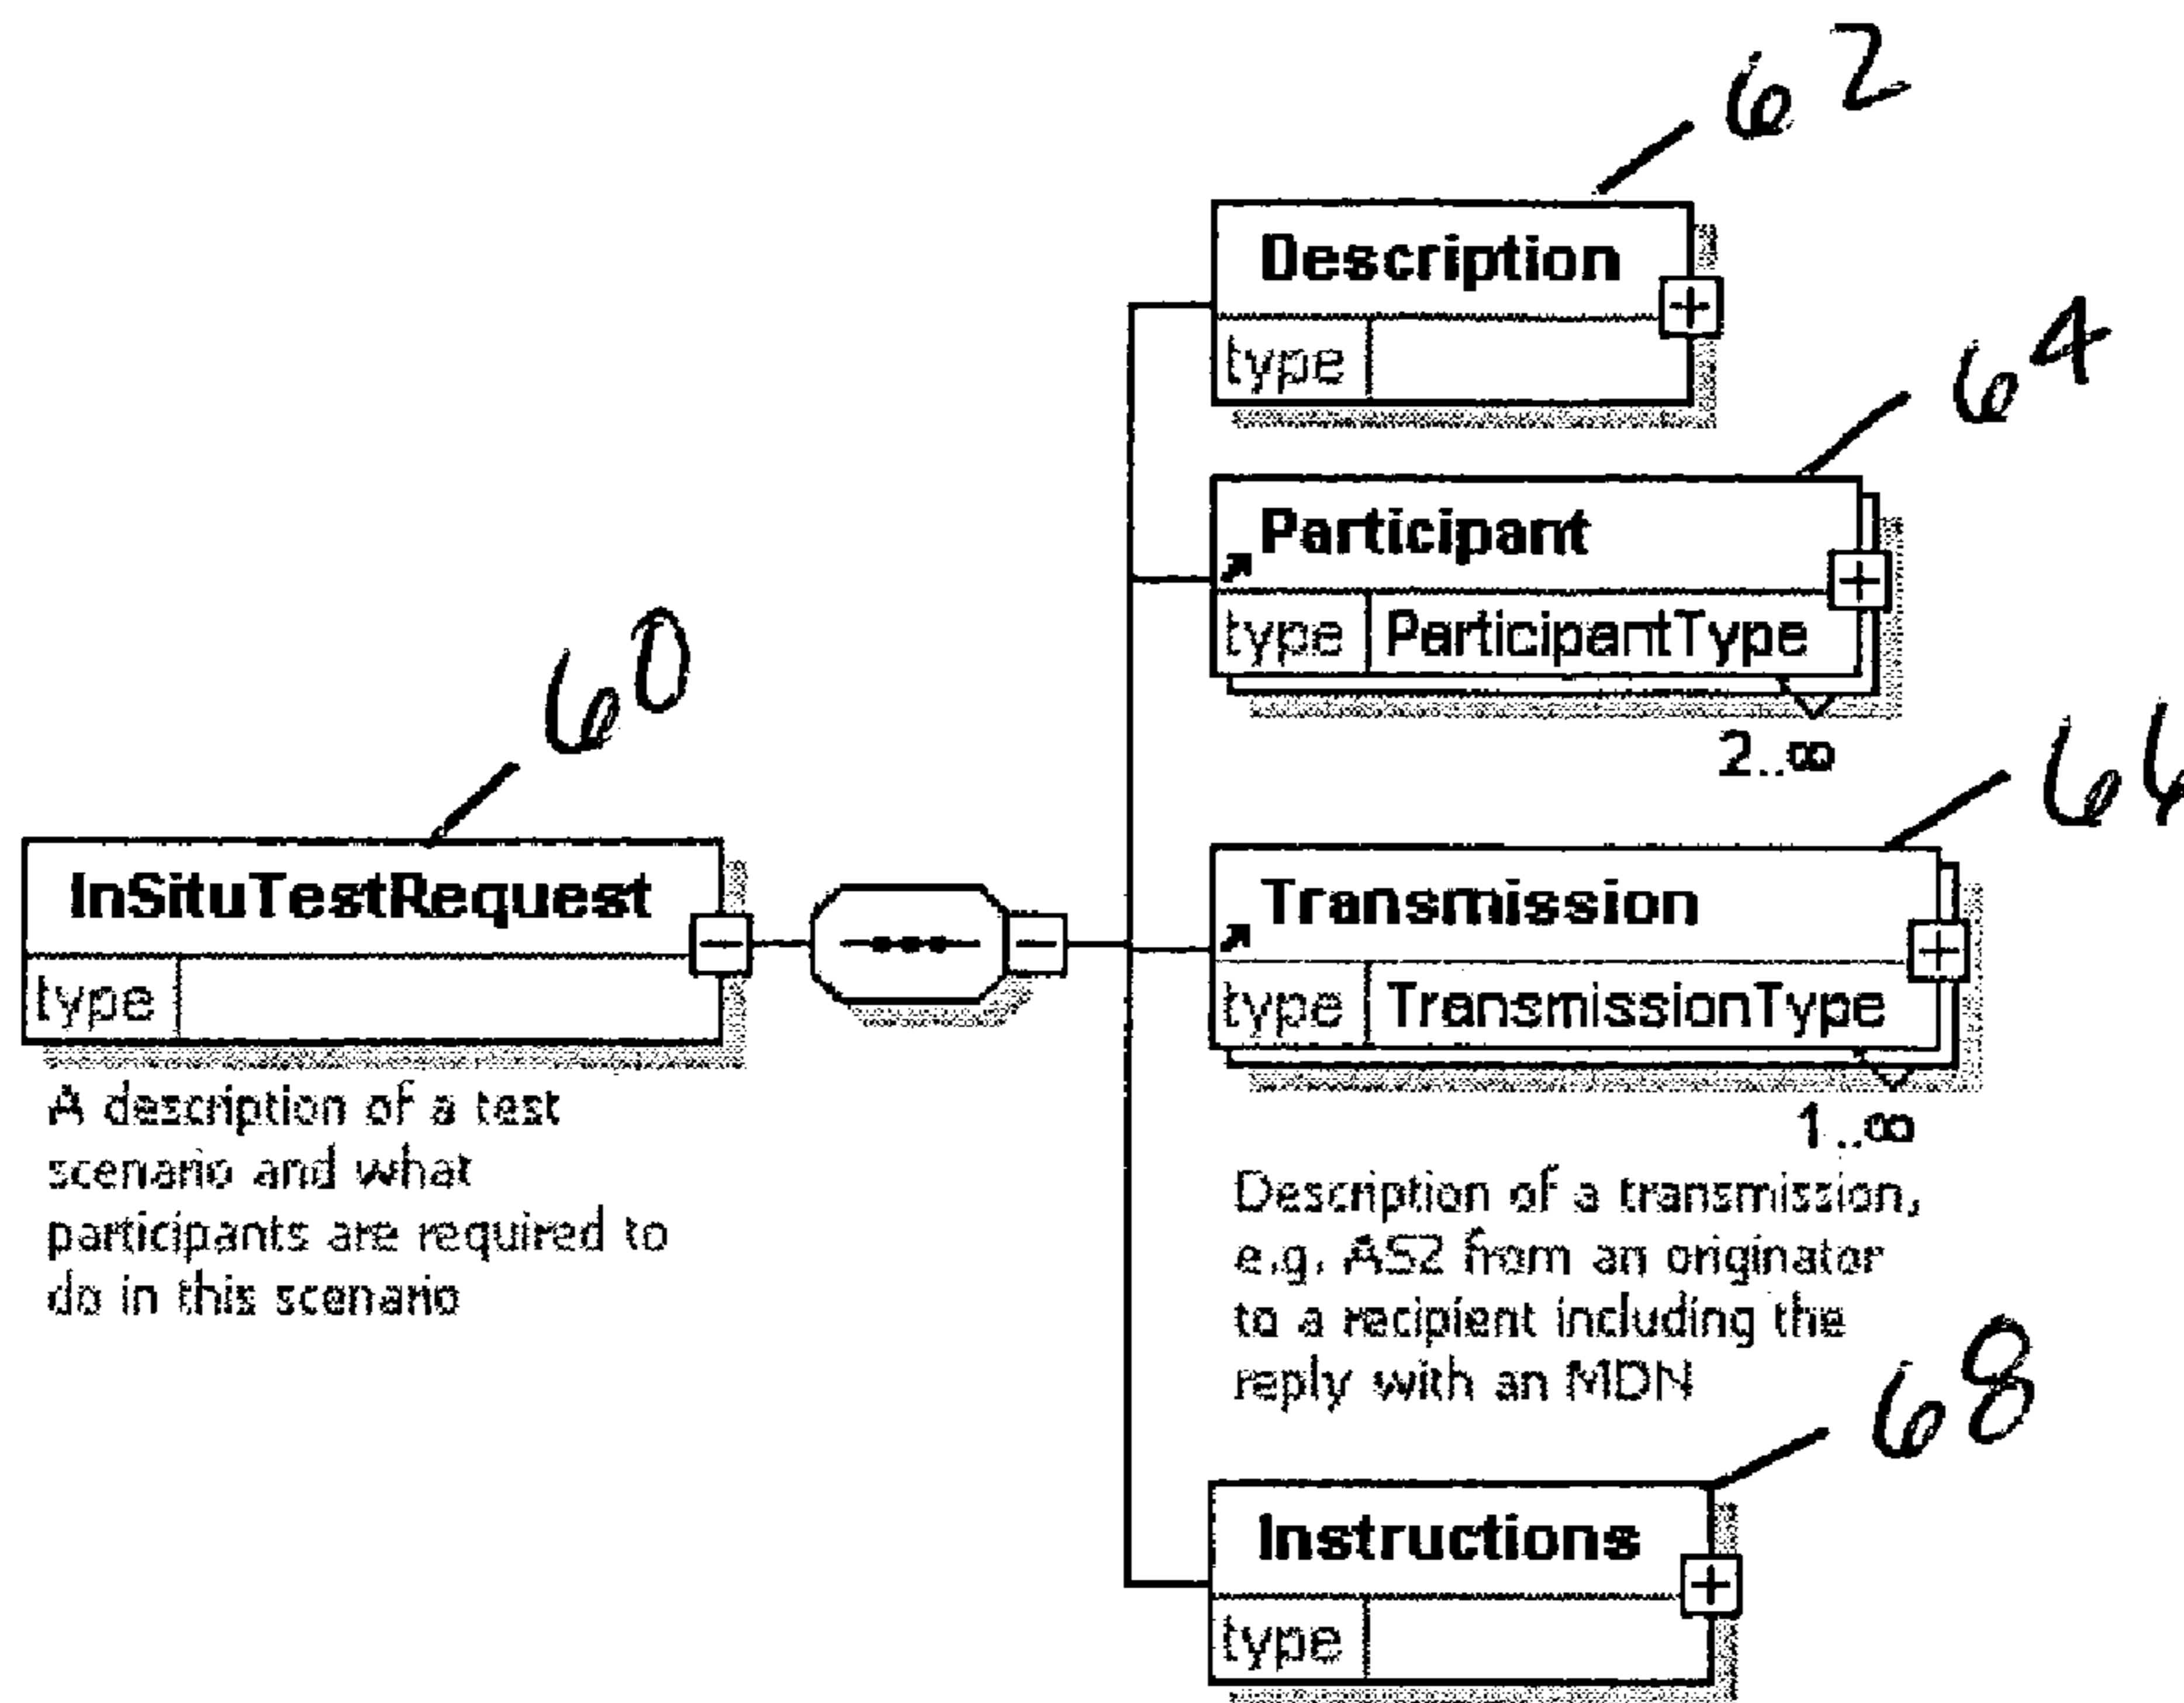 62
Description
type
64
Participant
type ParticipantType
2..∞
60
66
InSituTestRequest
type
A description of a test
scenario and what
participants are required to
do in this scenario
Transmission
type TransmissionType
1..∞
Description of a transmission,
e.g. AS2 from an originator
to a recipient including the
reply with an MDN
68
Instructions
type